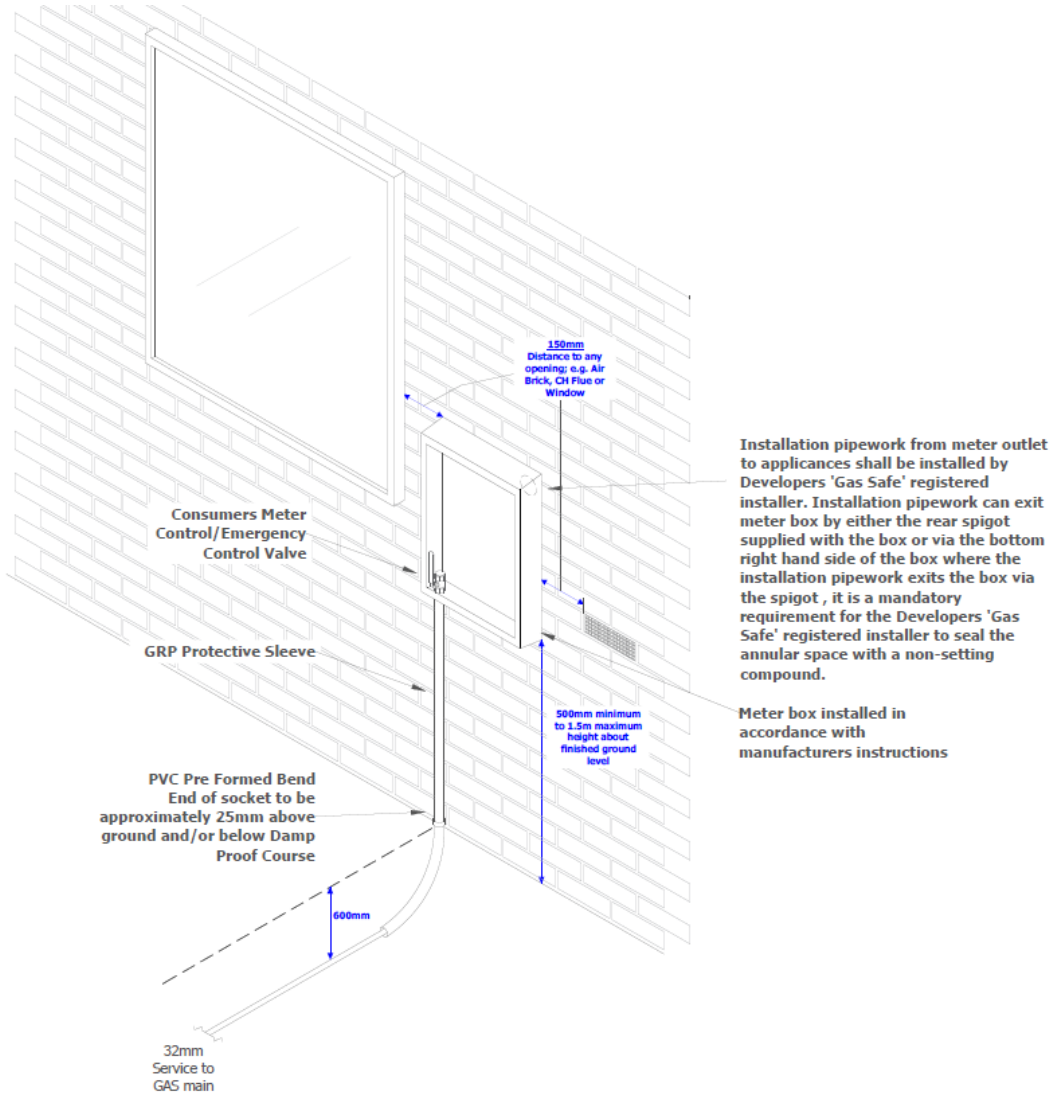 150mm
Distance to any
opening; e.g. Air
Brick, CH Flue or
Window
Installation pipework from meter outlet
to applicances shall be installed by
Developers 'Gas Safe' registered
installer. Installation pipework can exit
meter box by either the rear spigot
supplied with the box or via the bottom
right hand side of the box where the
installation pipework exits the box via
the spigot , it is a mandatory
requirement for the Developers 'Gas
Safe' registered installer to seal the
annular space with a non-setting
compound.
Consumers Meter
Control/Emergency
Control Valve
GRP Protective Sleeve
500mm minimum
to 1.5m maximum
height about
finished ground
level
Meter box installed in
accordance with
manufacturers instructions
PVC Pre Formed Bend
End of socket to be
approximately 25mm above
ground and/or below Damp
Proof Course
600mm
32mm
Service to
GAS main